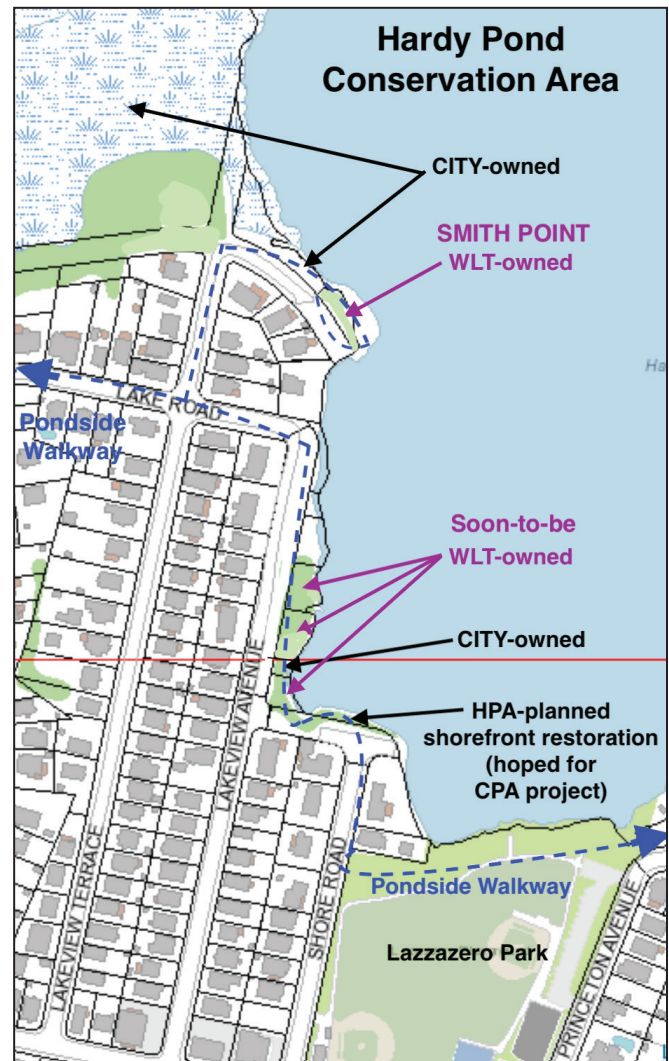 Hardy Pond
Conservation Area
CITY-owned
SMITH POINT
WLT-owned
Ha
LAKE ROAD
Pondside
Walkway
Soon-to-be
WLT-owned
CITY-owned
HPA-planned
shorefront restoration
(hoped for
CPA project)
LAKEVIEW AVENUE
LAKEVIEW TERRACE
SHORE ROAD
Pondside Walkway
Lazzazero Park
PRINCETON AVENUE